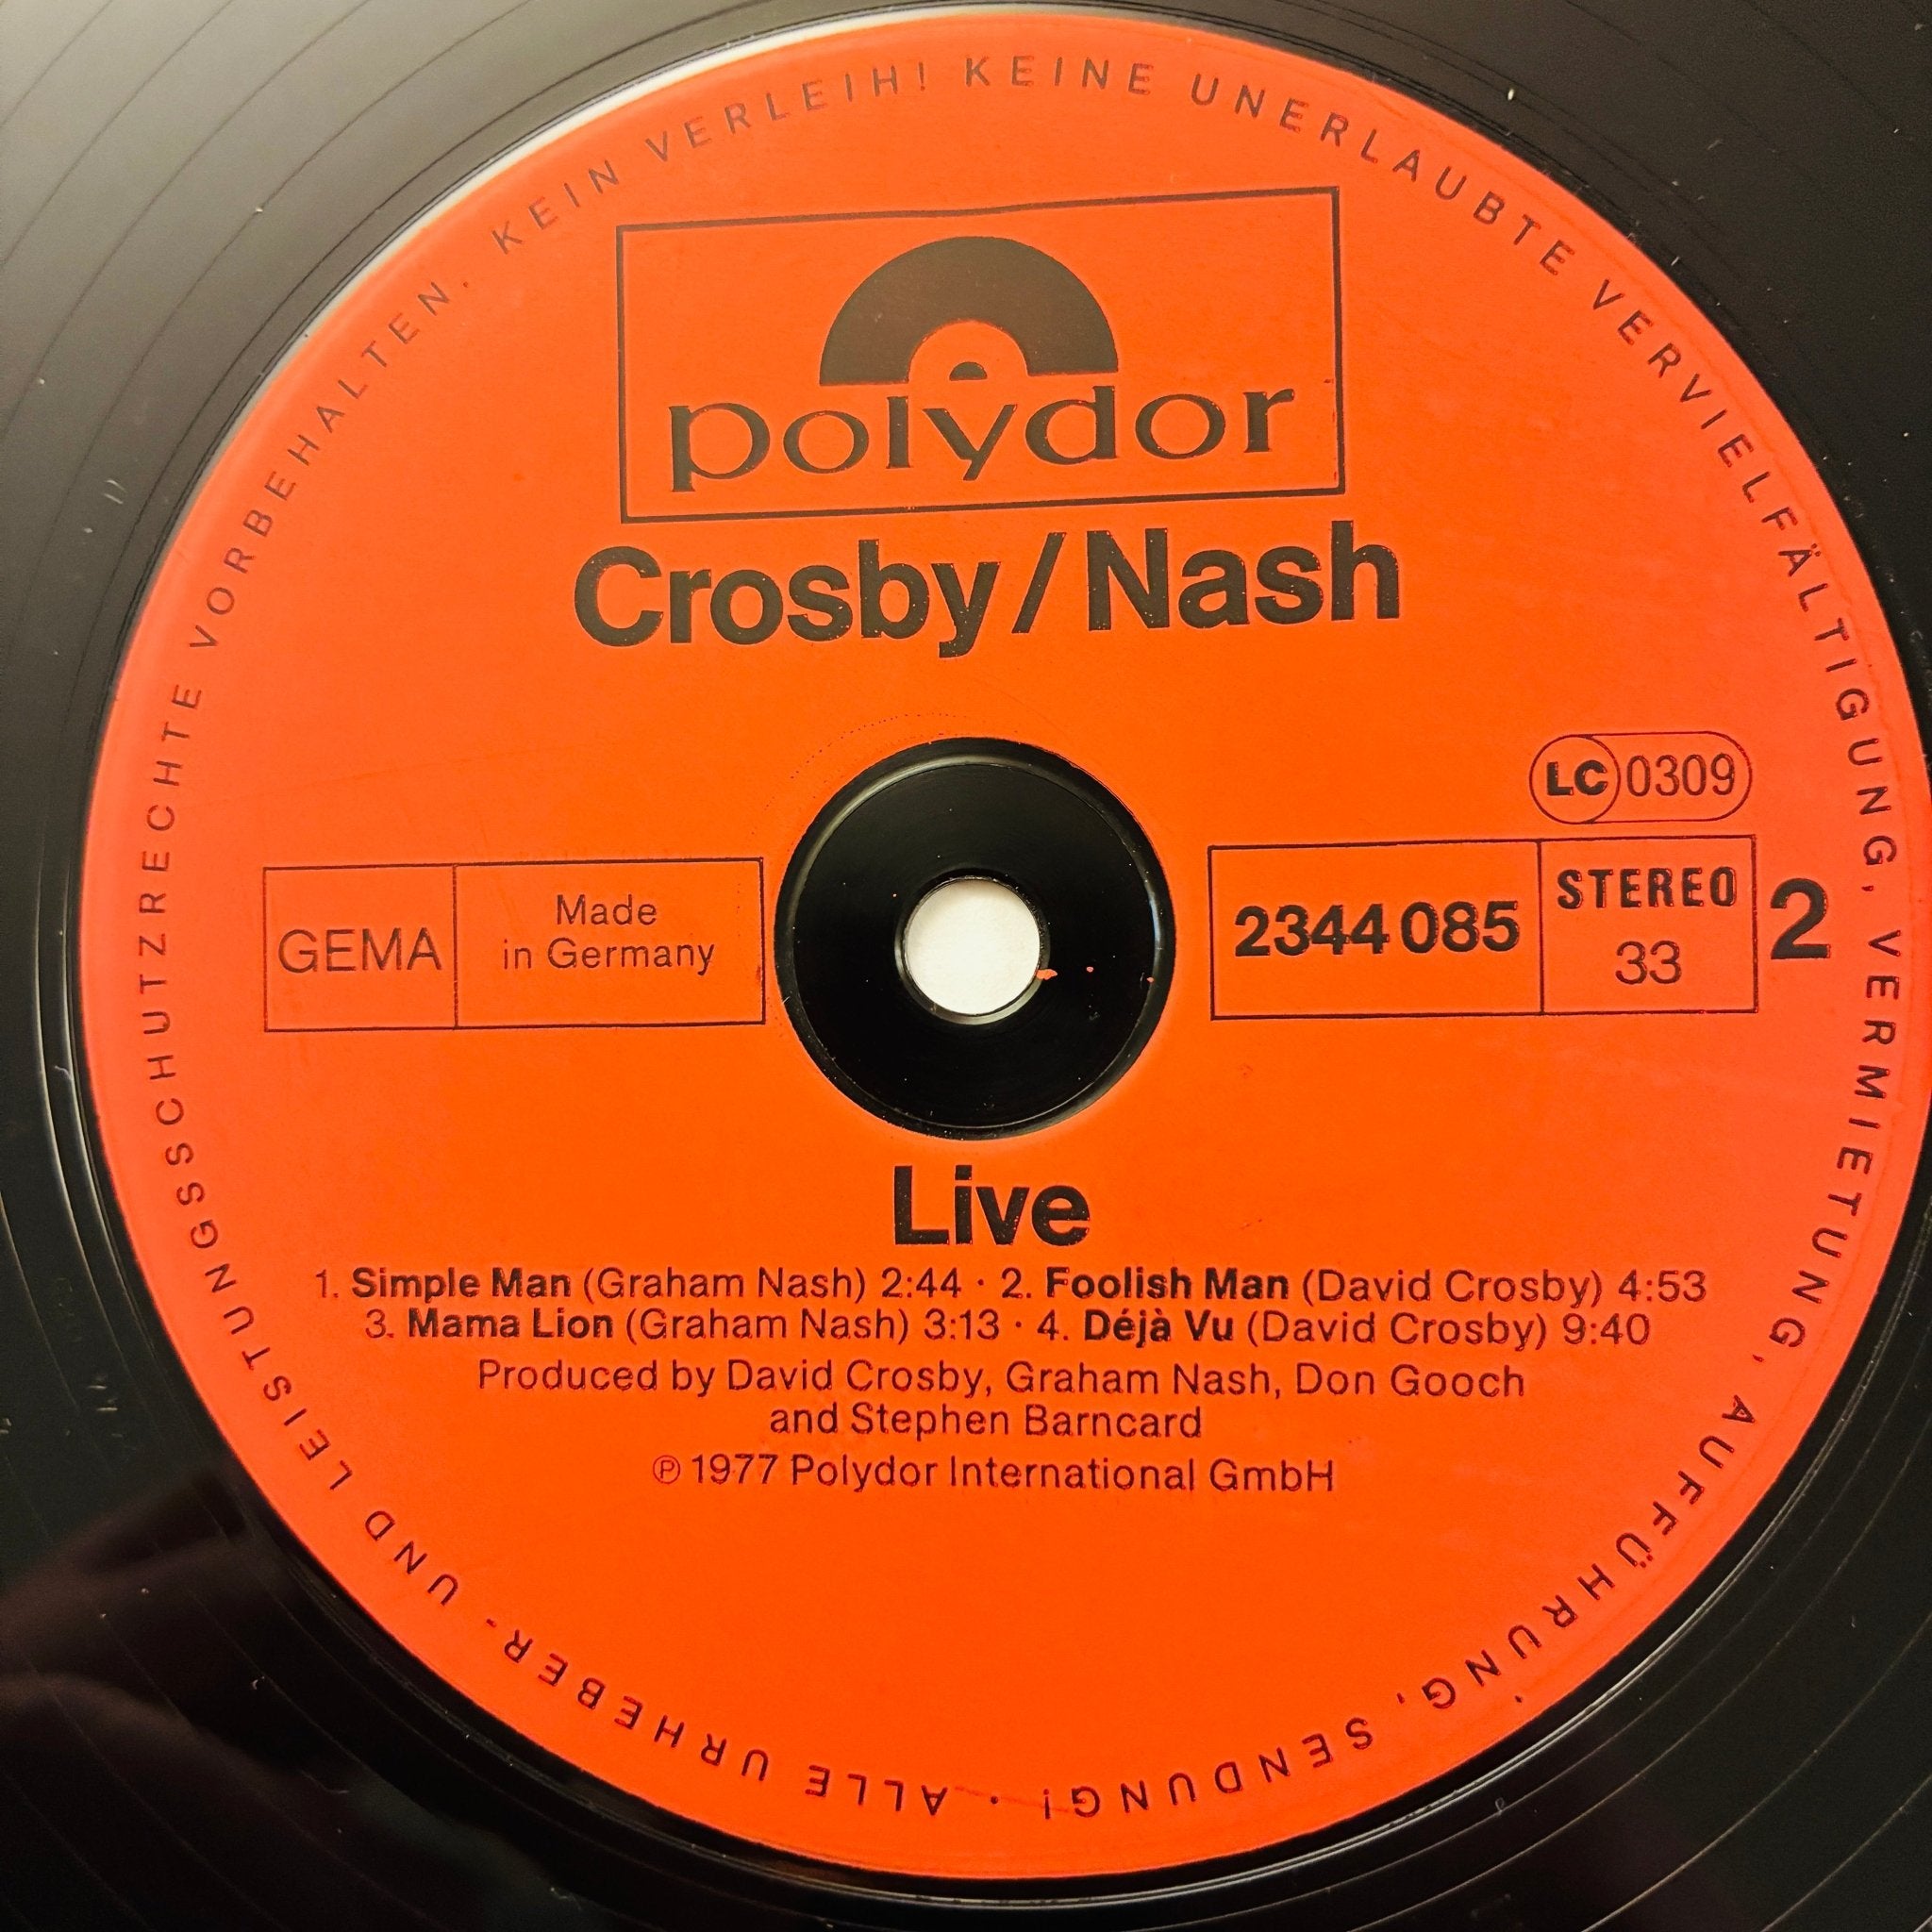 ALLE URHEBER- UND LEISTUNGSSCHUTZRECHTE VORBEHALTEN. KEIN VERLEIH! KEINE UNERLAUBTE VERVIELFÄLTIGUNG, VERMIETUNG, AUFFÜHRUNG, SENDUNG! ·
polydor
Crosby/Nash
LC 0309
GEMA
Made
in Germany
2344 085
STEREO
33
2
Live
1. Simple Man (Graham Nash) 2:44 · 2. Foolish Man (David Crosby) 4:53
3. Mama Lion (Graham Nash) 3:13 · 4. Déjà Vu (David Crosby) 9:40
Produced by David Crosby, Graham Nash, Don Gooch
and Stephen Barncard
℗ 1977 Polydor International GmbH